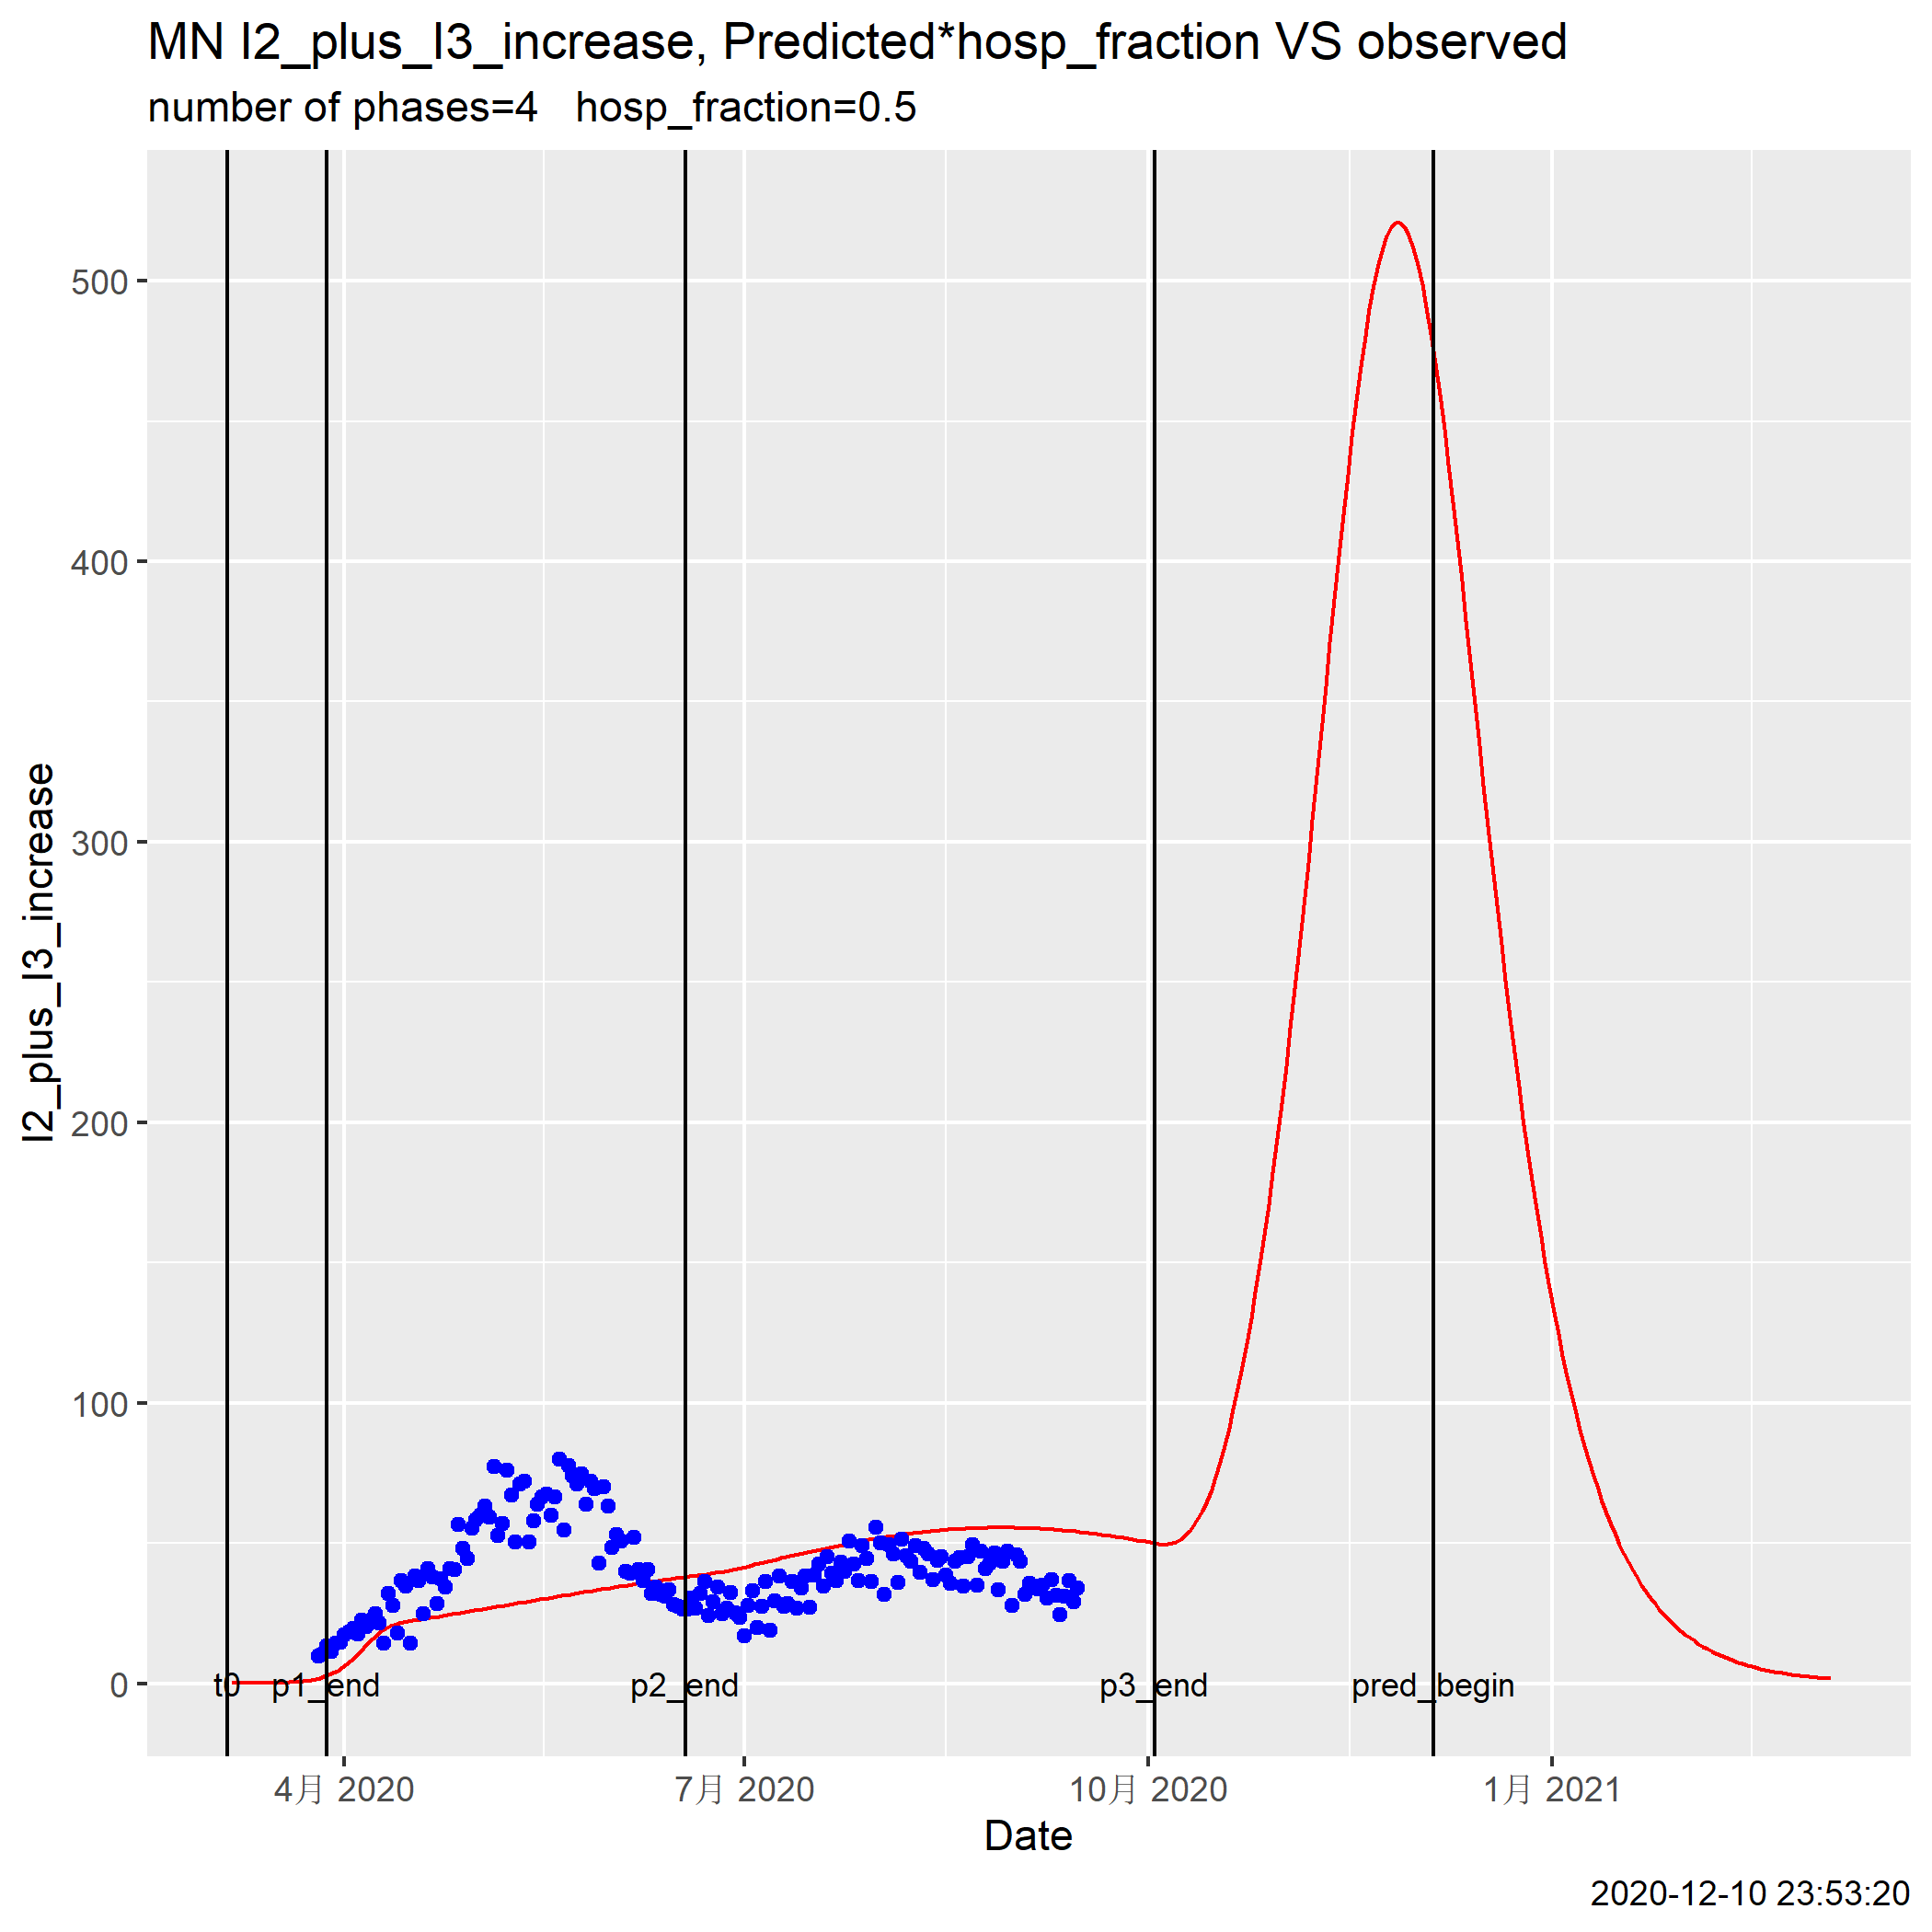 MN I2_plus_I3_increase, Predicted*hosp_fraction VS observed
number of phases=4   hosp_fraction=0.5
I2_plus_I3_increase
500
400
300
200
100
0
t0 p1_end p2_end p3_end pred_begin
4月 2020 7月 2020 10月 2020 1月 2021
Date
2020-12-10 23:53:20